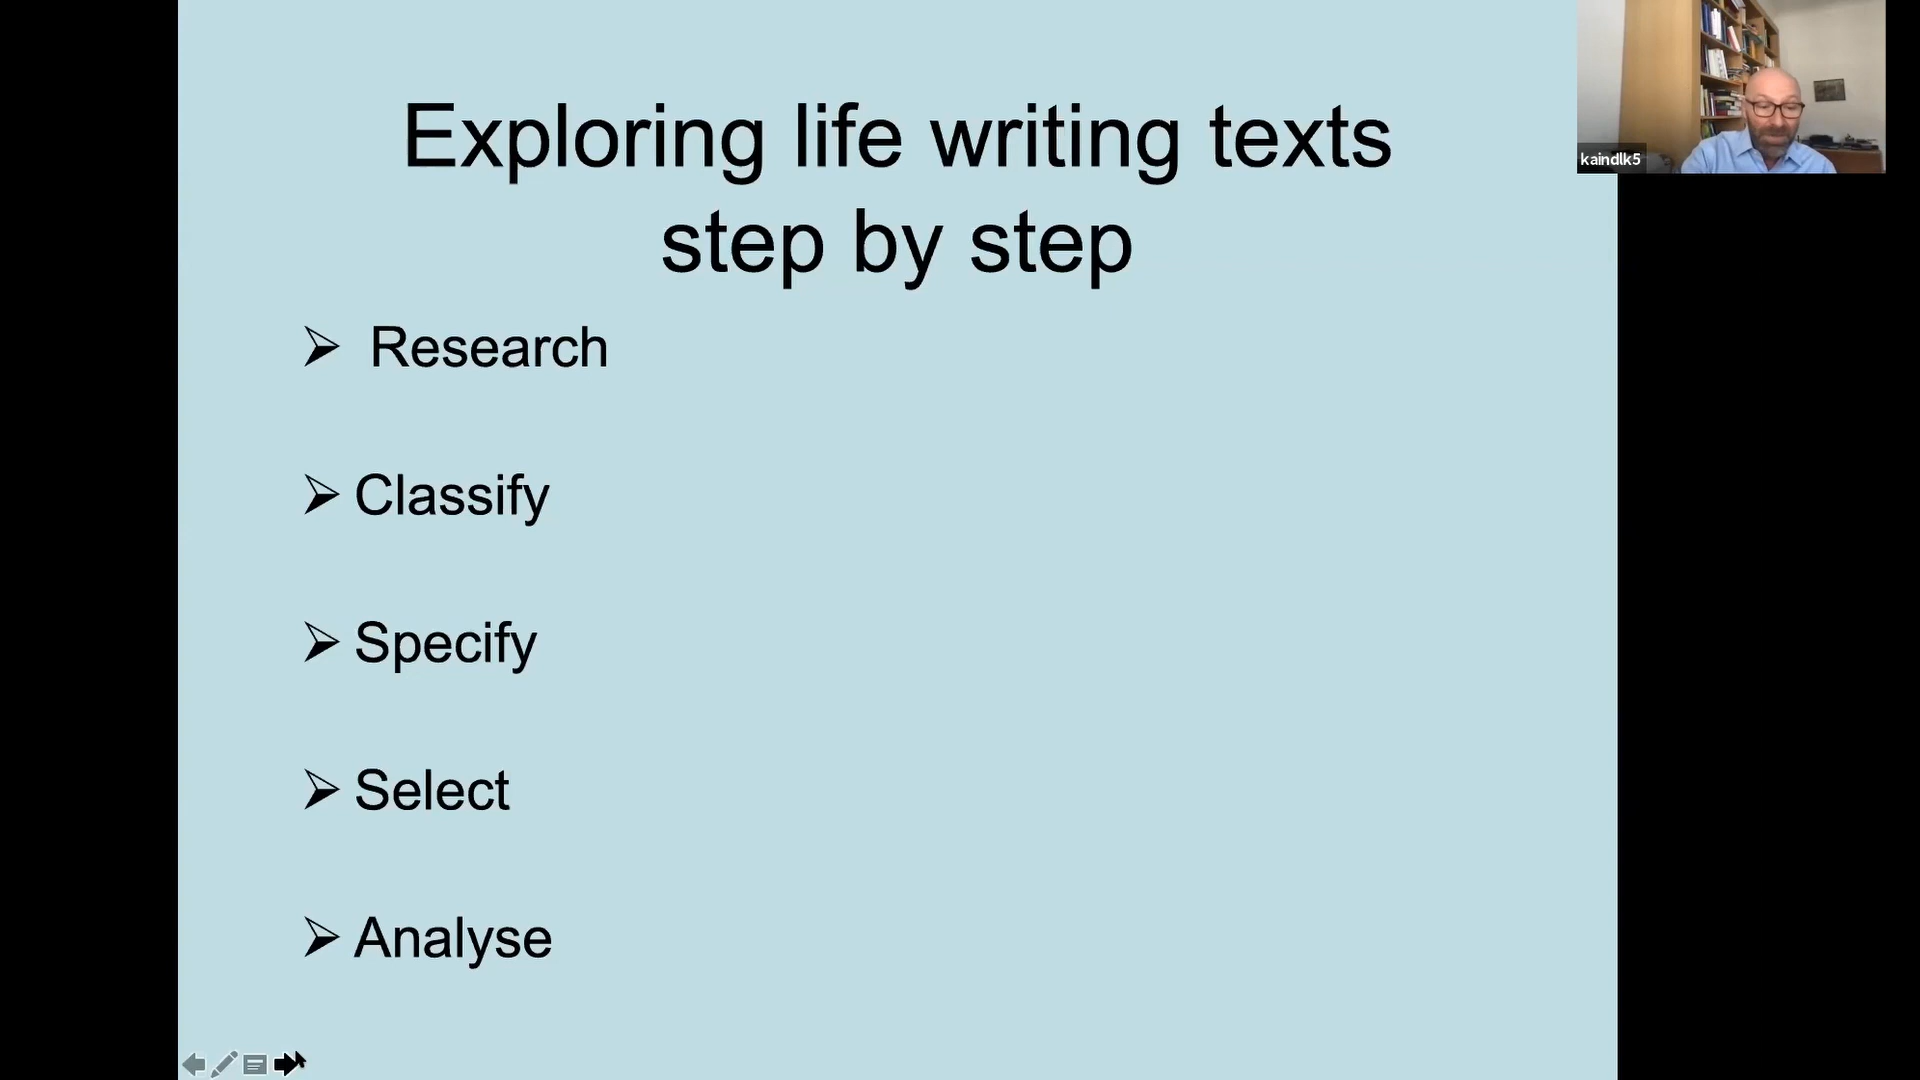 Exploring life writing texts
step by step
Research
Classify
Specify
Select
Analyse
kaindlk5